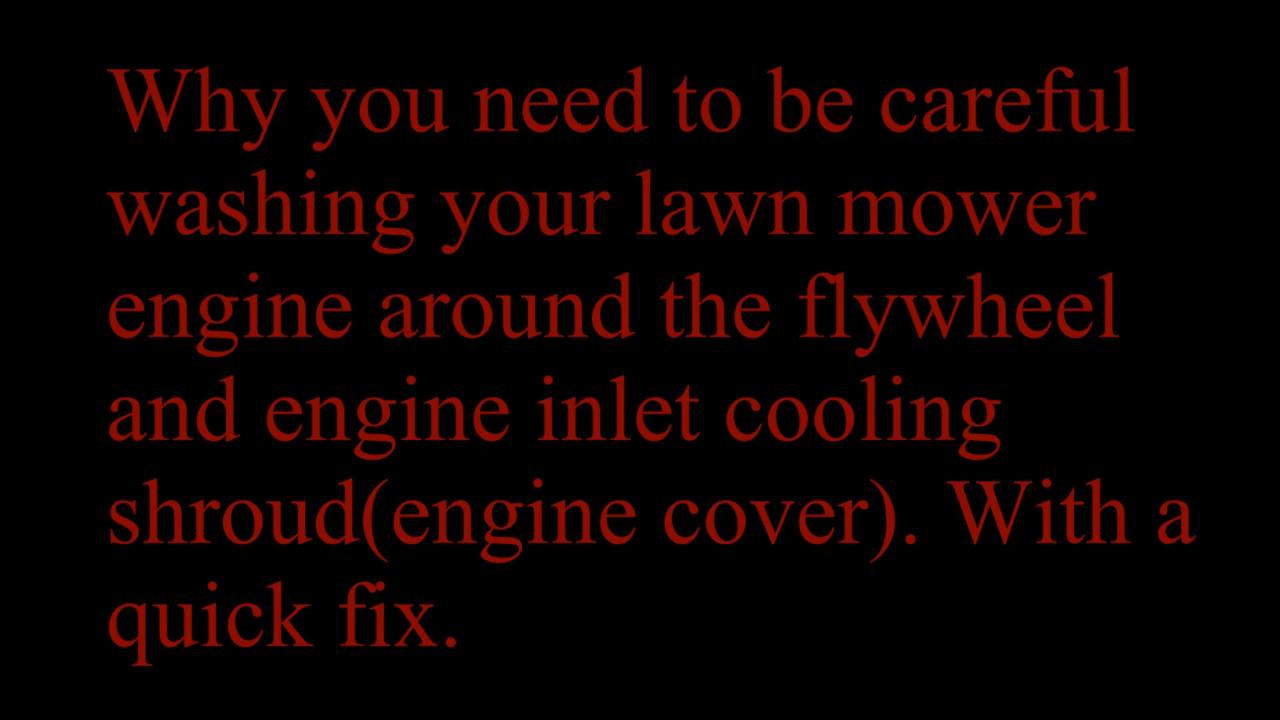 Why you need to be careful
washing your lawn mower
engine around the flywheel
and engine inlet cooling
shroud(engine cover). With a
quick fix.